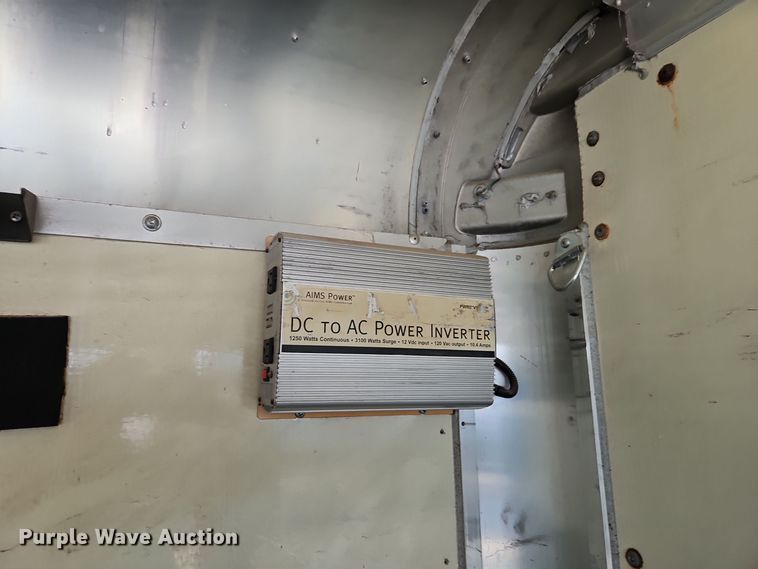 AIMS POWER™
DC TO AC POWER INVERTER
1250 Watts Continuous • 3100 Watts Surge • 12 Vdc input • 120 Vac output • 10.4 Amps
Purple Wave Auction